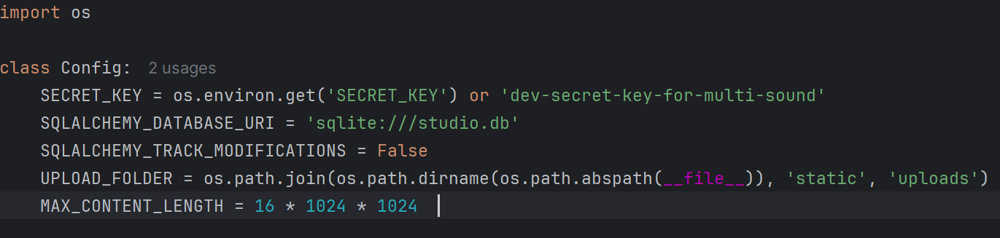 import os
class Config: 2 usages
    SECRET_KEY = os.environ.get('SECRET_KEY') or 'dev-secret-key-for-multi-sound'
    SQLALCHEMY_DATABASE_URI = 'sqlite:///studio.db'
    SQLALCHEMY_TRACK_MODIFICATIONS = False
    UPLOAD_FOLDER = os.path.join(os.path.dirname(os.path.abspath(__file__)), 'static', 'uploads')
    MAX_CONTENT_LENGTH = 16 * 1024 * 1024